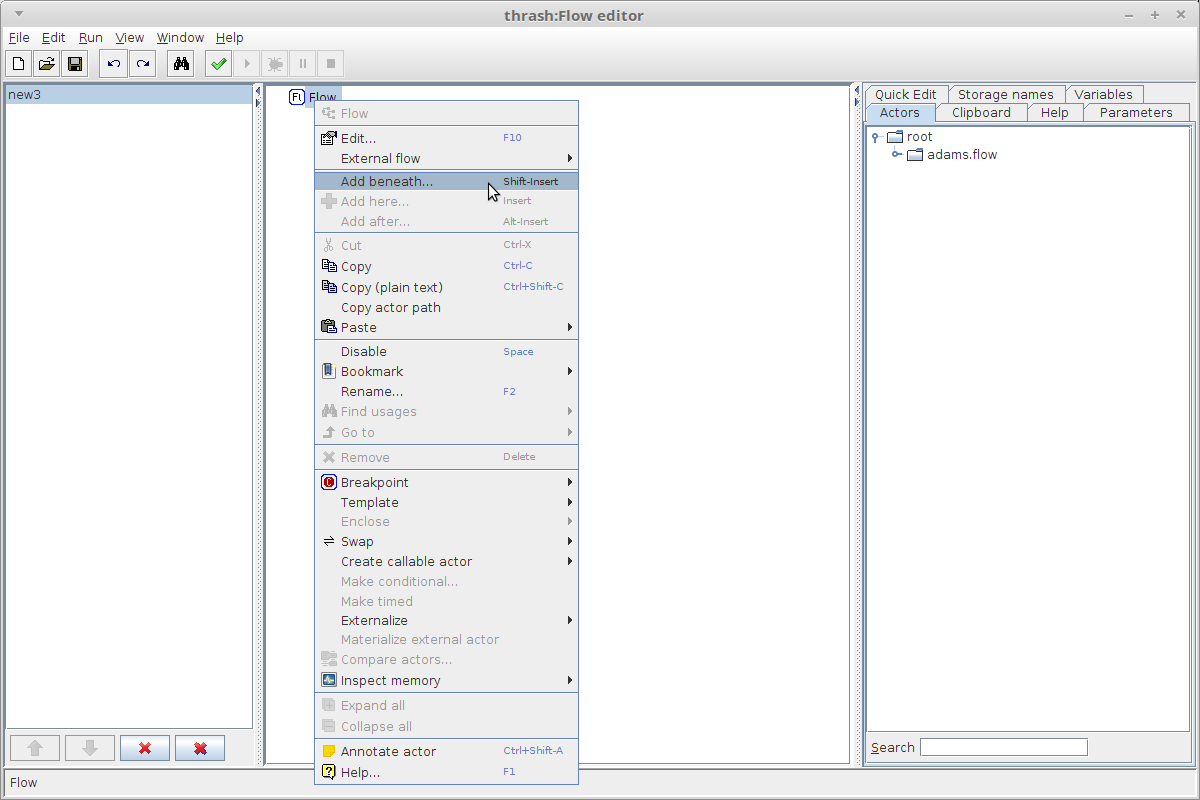 thrash:Flow editor
File Edit Run View Window Help
new3
Fl Flow
Flow
Edit... F10
External flow
Add beneath... Shift-Insert
Add here... Insert
Add after... Alt-Insert
Cut Ctrl-X
Copy Ctrl-C
Copy (plain text) Ctrl+Shift-C
Copy actor path
Paste
Disable Space
Bookmark
Rename... F2
Find usages
Go to
Remove Delete
C Breakpoint
Template
Enclose
Swap
Create callable actor
Make conditional...
Make timed
Externalize
Materialize external actor
Compare actors...
Inspect memory
Expand all
Collapse all
Annotate actor Ctrl+Shift-A
? Help... F1
Quick Edit Storage names Variables
Actors Clipboard Help Parameters
root
adams.flow
Search
Flow